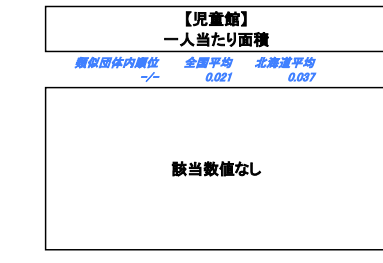 【児童館】
一人当たり面積
類似団体内順位 全国平均 北海道平均
-/- 0.021 0.037
該当数値なし